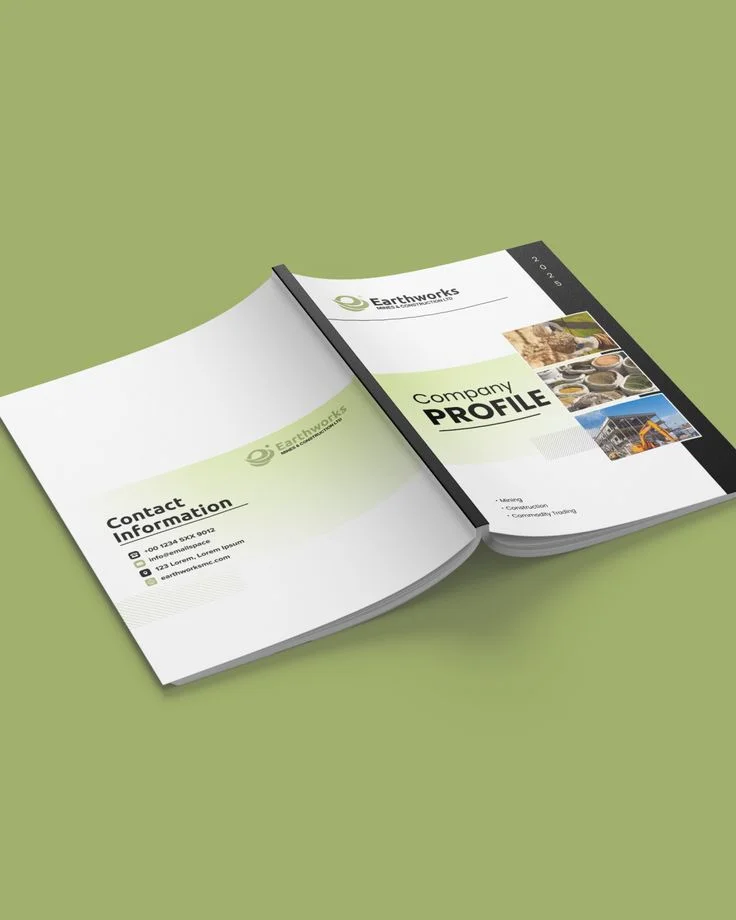 Earthworks
MINES & CONSTRUCTION LTD
2025
Company
PROFILE
• Mining
• Construction
• Commodity Trading
Earthworks
MINES & CONSTRUCTION LTD
Contact
Information
+00 1234 5XX 9012
info@emailspace
123 Lorem, Lorem Ipsum
earthworksmc.com